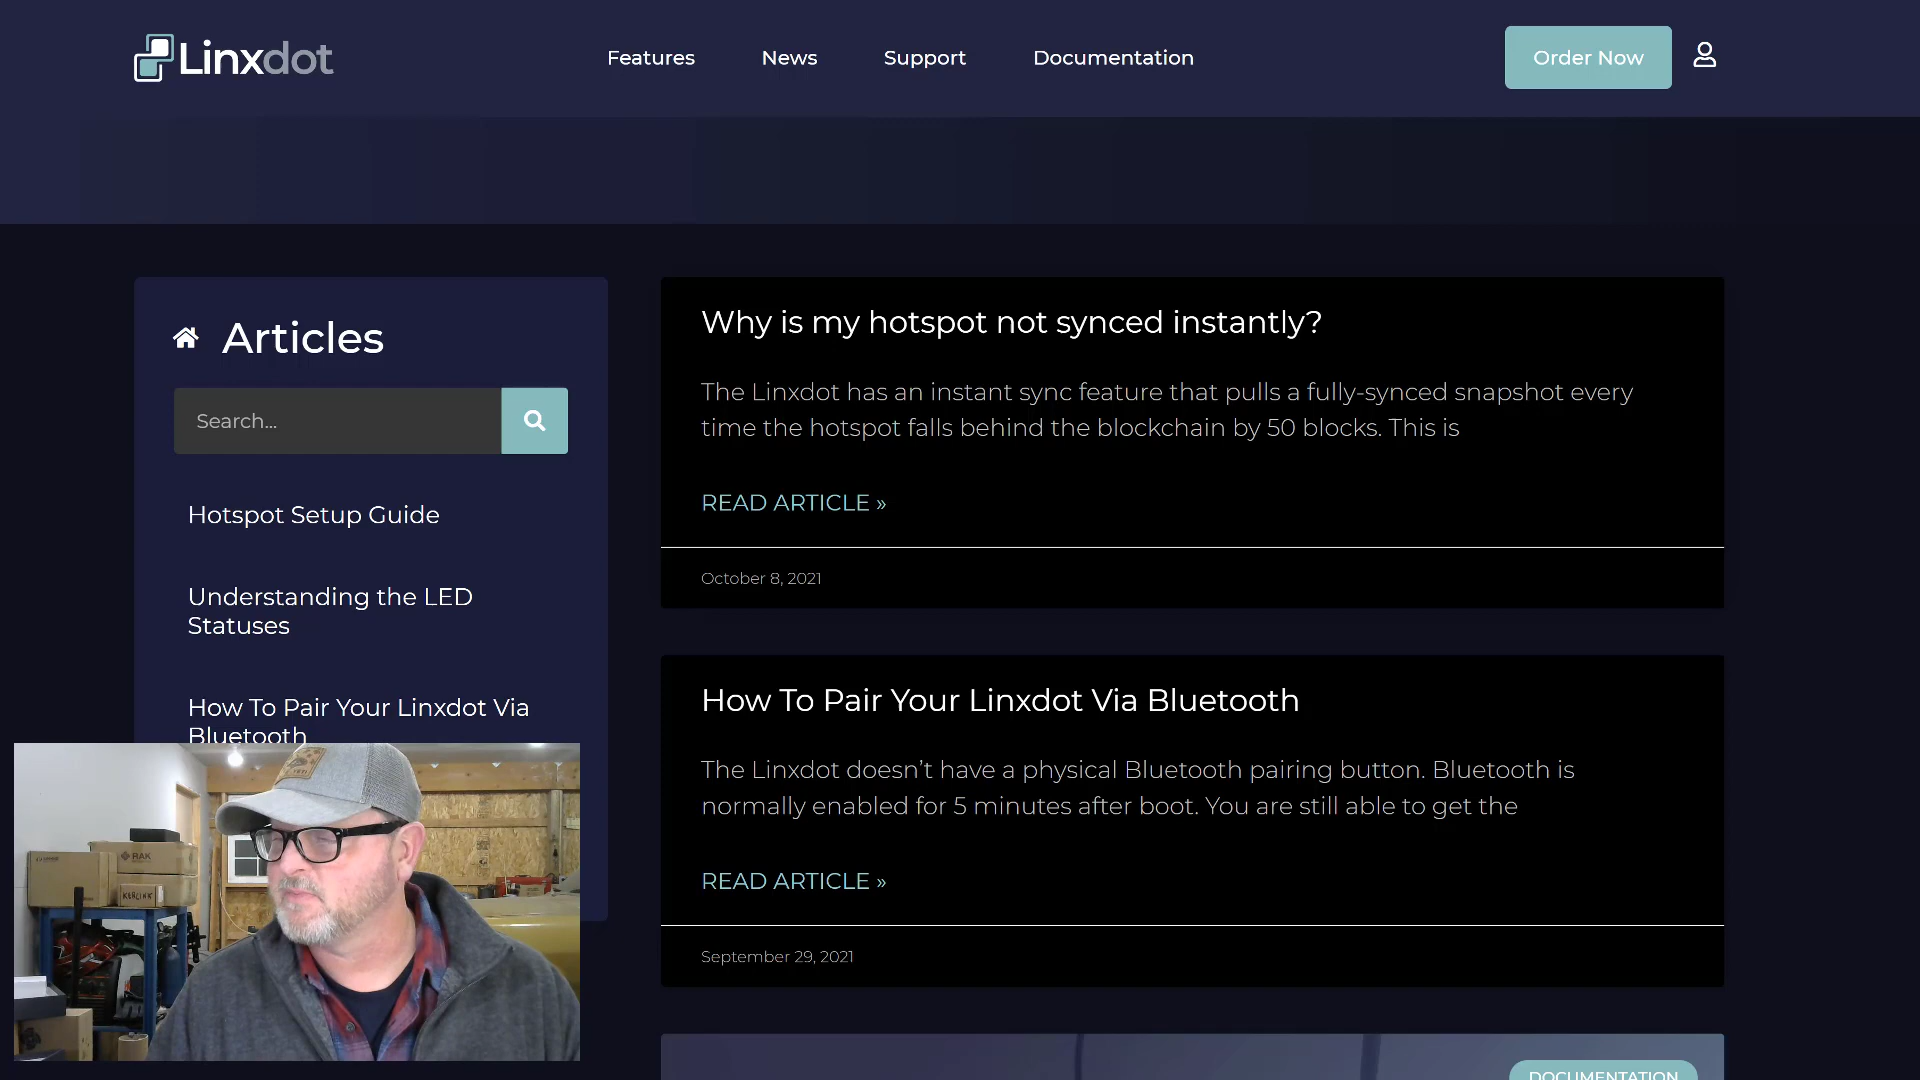 Linxdot
Features
News
Support
Documentation
Order Now
Articles
Search...
Hotspot Setup Guide
Understanding the LED
Statuses
How To Pair Your Linxdot Via
Bluetooth
Why is my hotspot not synced instantly?
The Linxdot has an instant sync feature that pulls a fully-synced snapshot every
time the hotspot falls behind the blockchain by 50 blocks. This is
READ ARTICLE »
October 8, 2021
How To Pair Your Linxdot Via Bluetooth
The Linxdot doesn’t have a physical Bluetooth pairing button. Bluetooth is
normally enabled for 5 minutes after boot. You are still able to get the
READ ARTICLE »
September 29, 2021
DOCUMENTATION
RAK
KERLINK
YETI